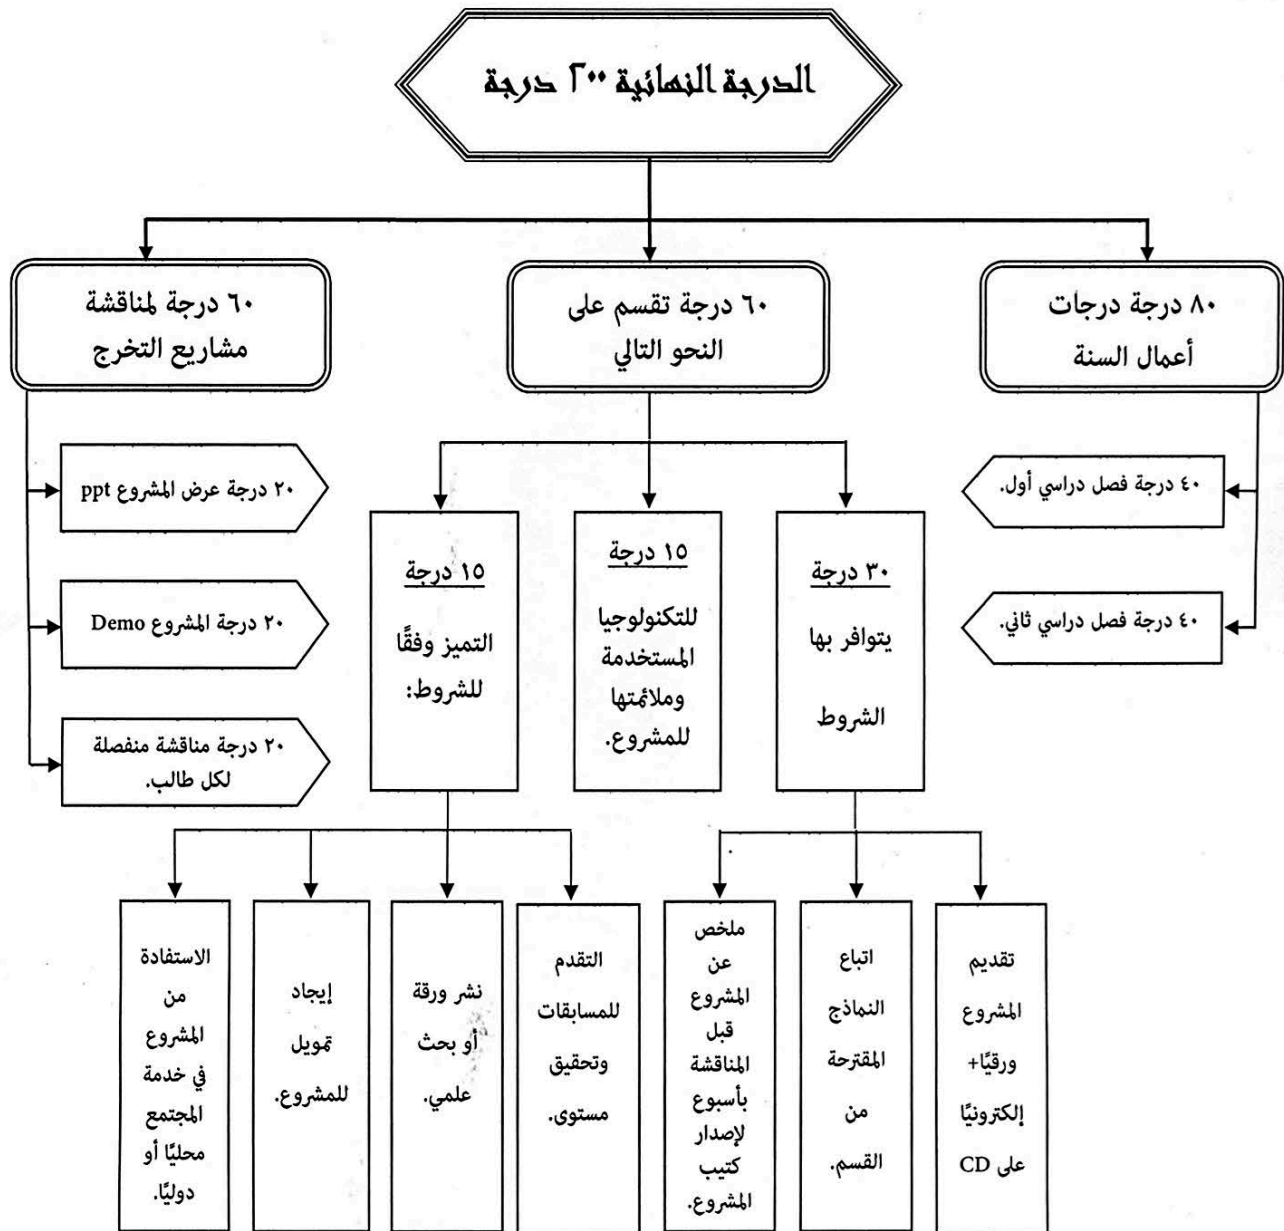 الدرجة النهائية ٢٠٠ درجة
٨٠ درجة درجات
أعمال السنة
٦٠ درجة تقسم على
النحو التالي
٦٠ درجة لمناقشة
مشاريع التخرج
٤٠ درجة فصل دراسي أول.
٤٠ درجة فصل دراسي ثاني.
٣٠ درجة
يتوافر بها
الشروط
١٥ درجة
للتكنولوجيا
المستخدمة
وملائمتها
للمشروع.
١٥ درجة
التميز وفقًا
للشروط:
٢٠ درجة عرض المشروع ppt
٢٠ درجة المشروع Demo
٢٠ درجة مناقشة منفصلة
لكل طالب.
تقديم
المشروع
ورقيًا+
إلكترونيًا
على CD
اتباع
النماذج
المقترحة
من
القسم.
ملخص
عن
المشروع
قبل
المناقشة
بأسبوع
لإصدار
كتيب
المشروع.
التقدم
للمسابقات
وتحقيق
مستوى.
نشر ورقة
أو بحث
علمي.
إيجاد
تمويل
للمشروع.
الاستفادة
من
المشروع
في خدمة
المجتمع
محليًا أو
دوليًا.